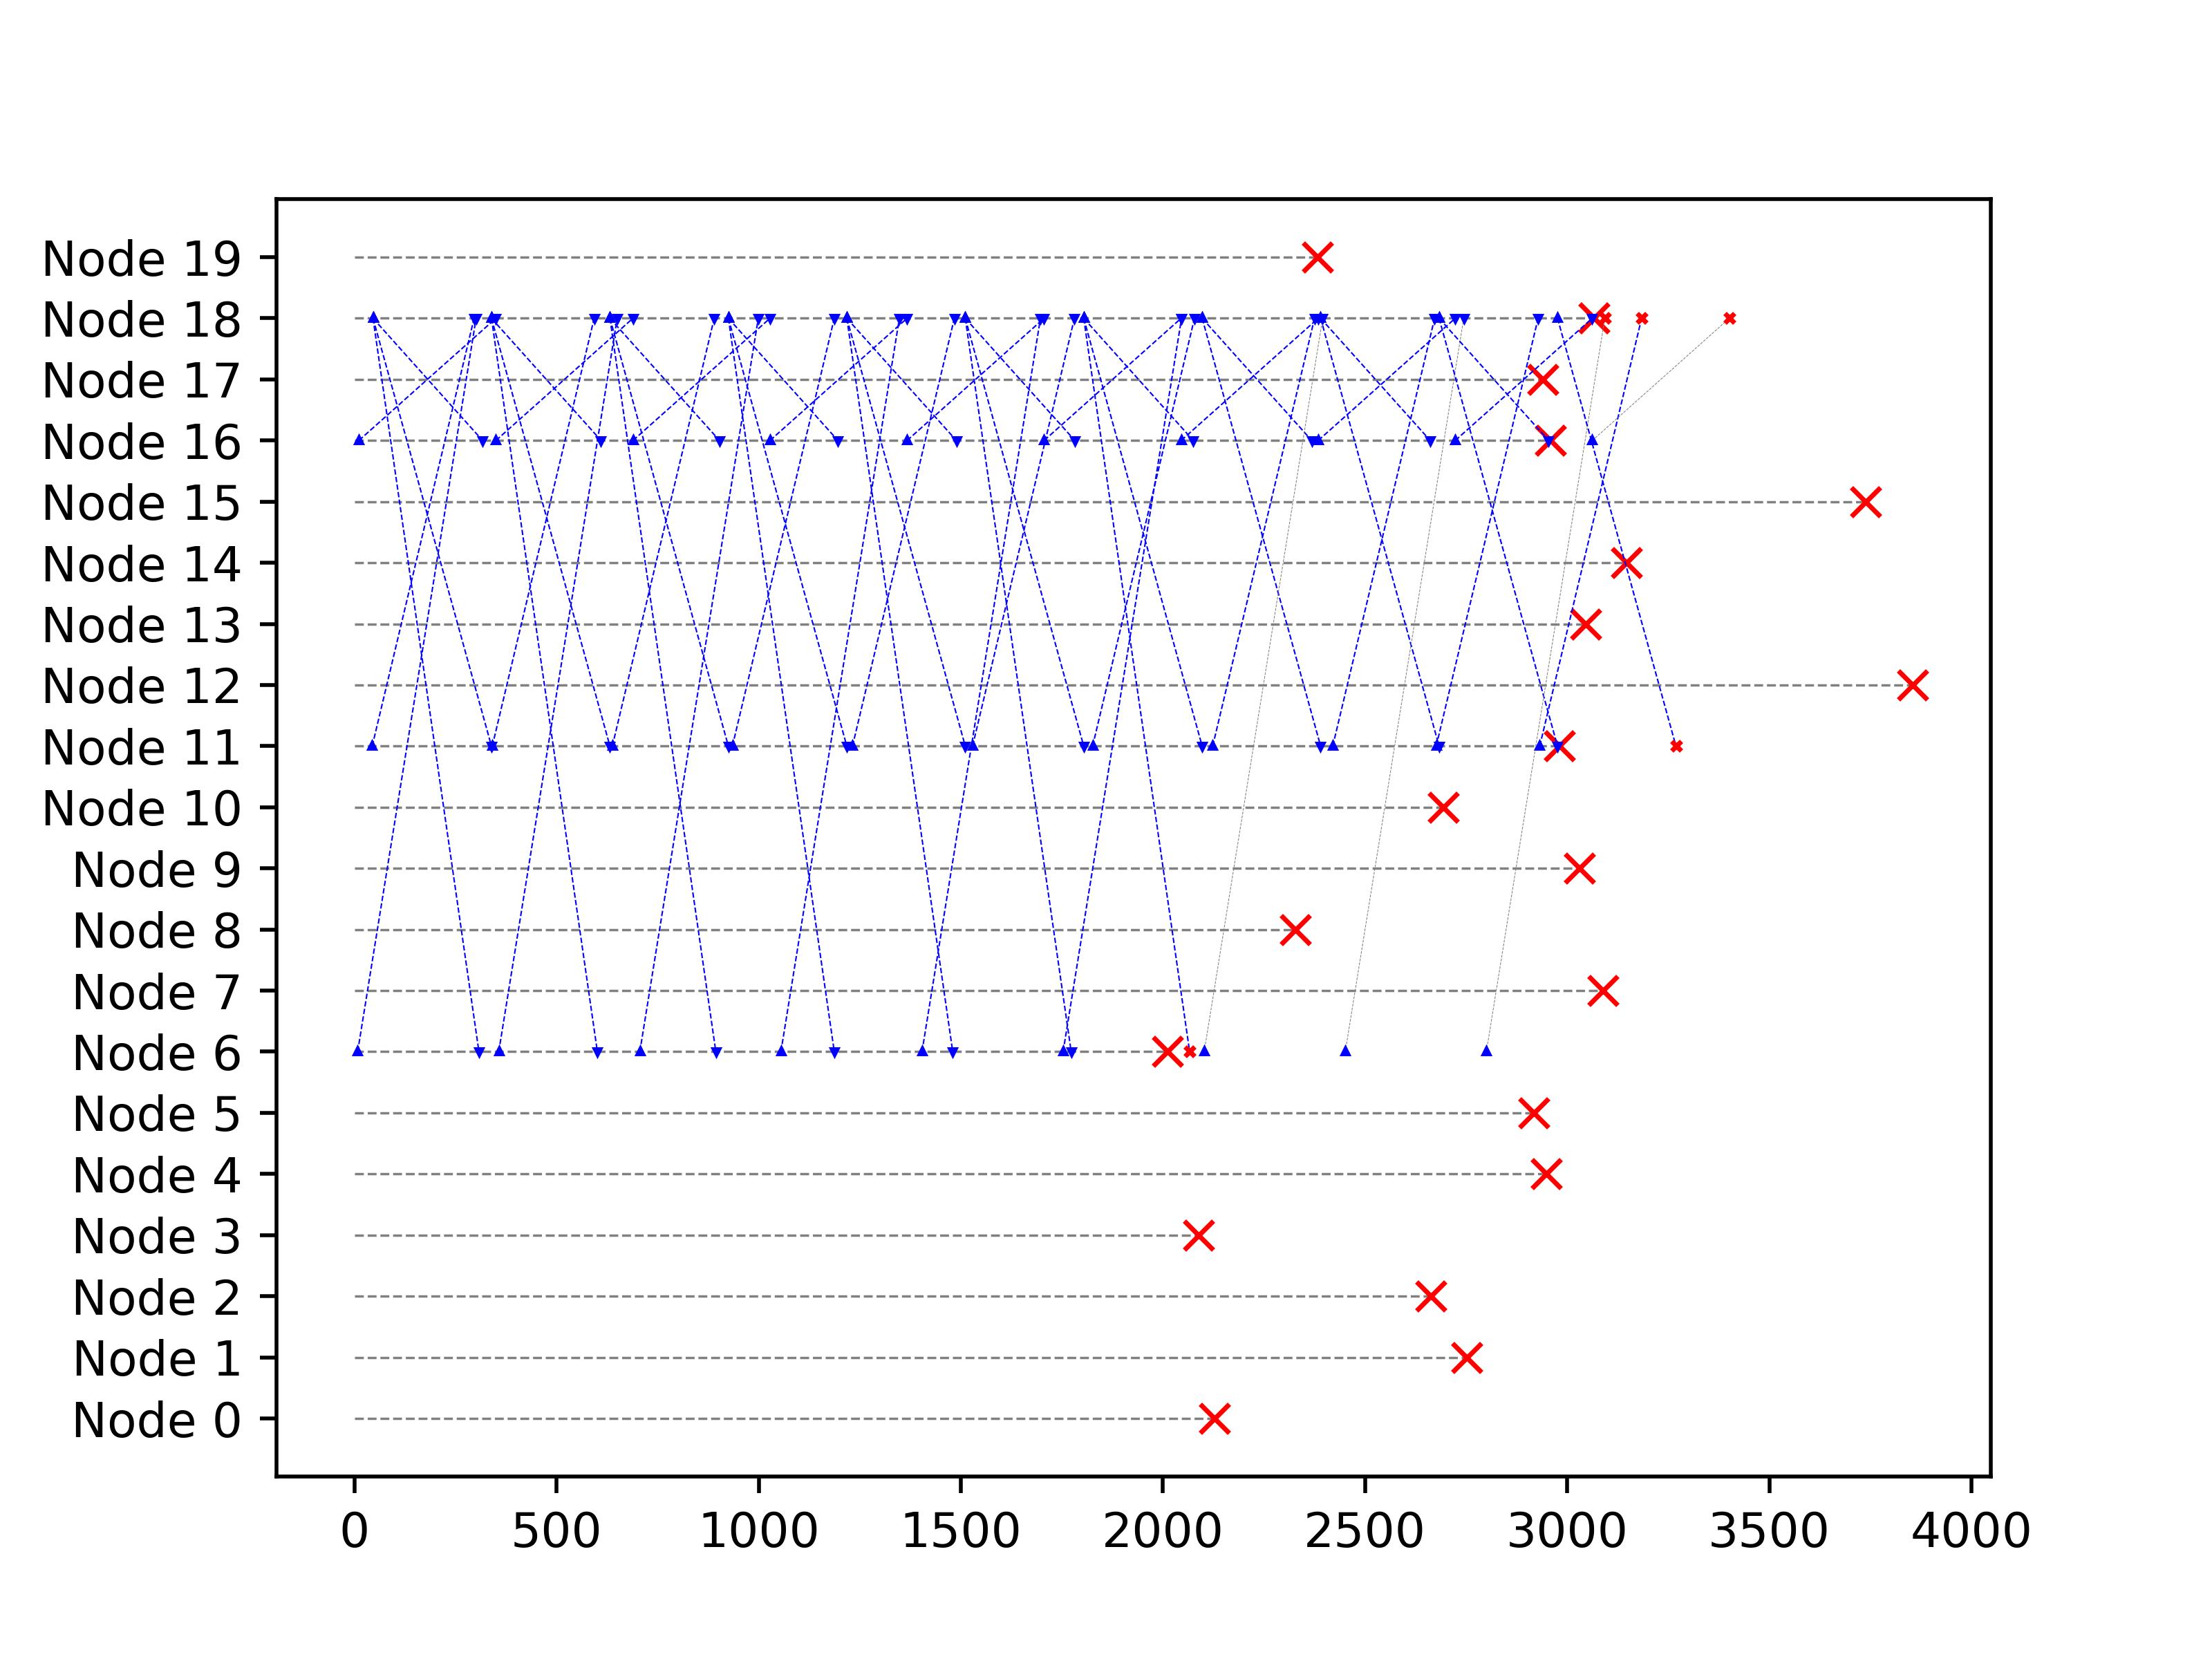 Node 19
Node 18
Node 17
Node 16
Node 15
Node 14
Node 13
Node 12
Node 11
Node 10
Node 9
Node 8
Node 7
Node 6
Node 5
Node 4
Node 3
Node 2
Node 1
Node 0
0 500 1000 1500 2000 2500 3000 3500 4000